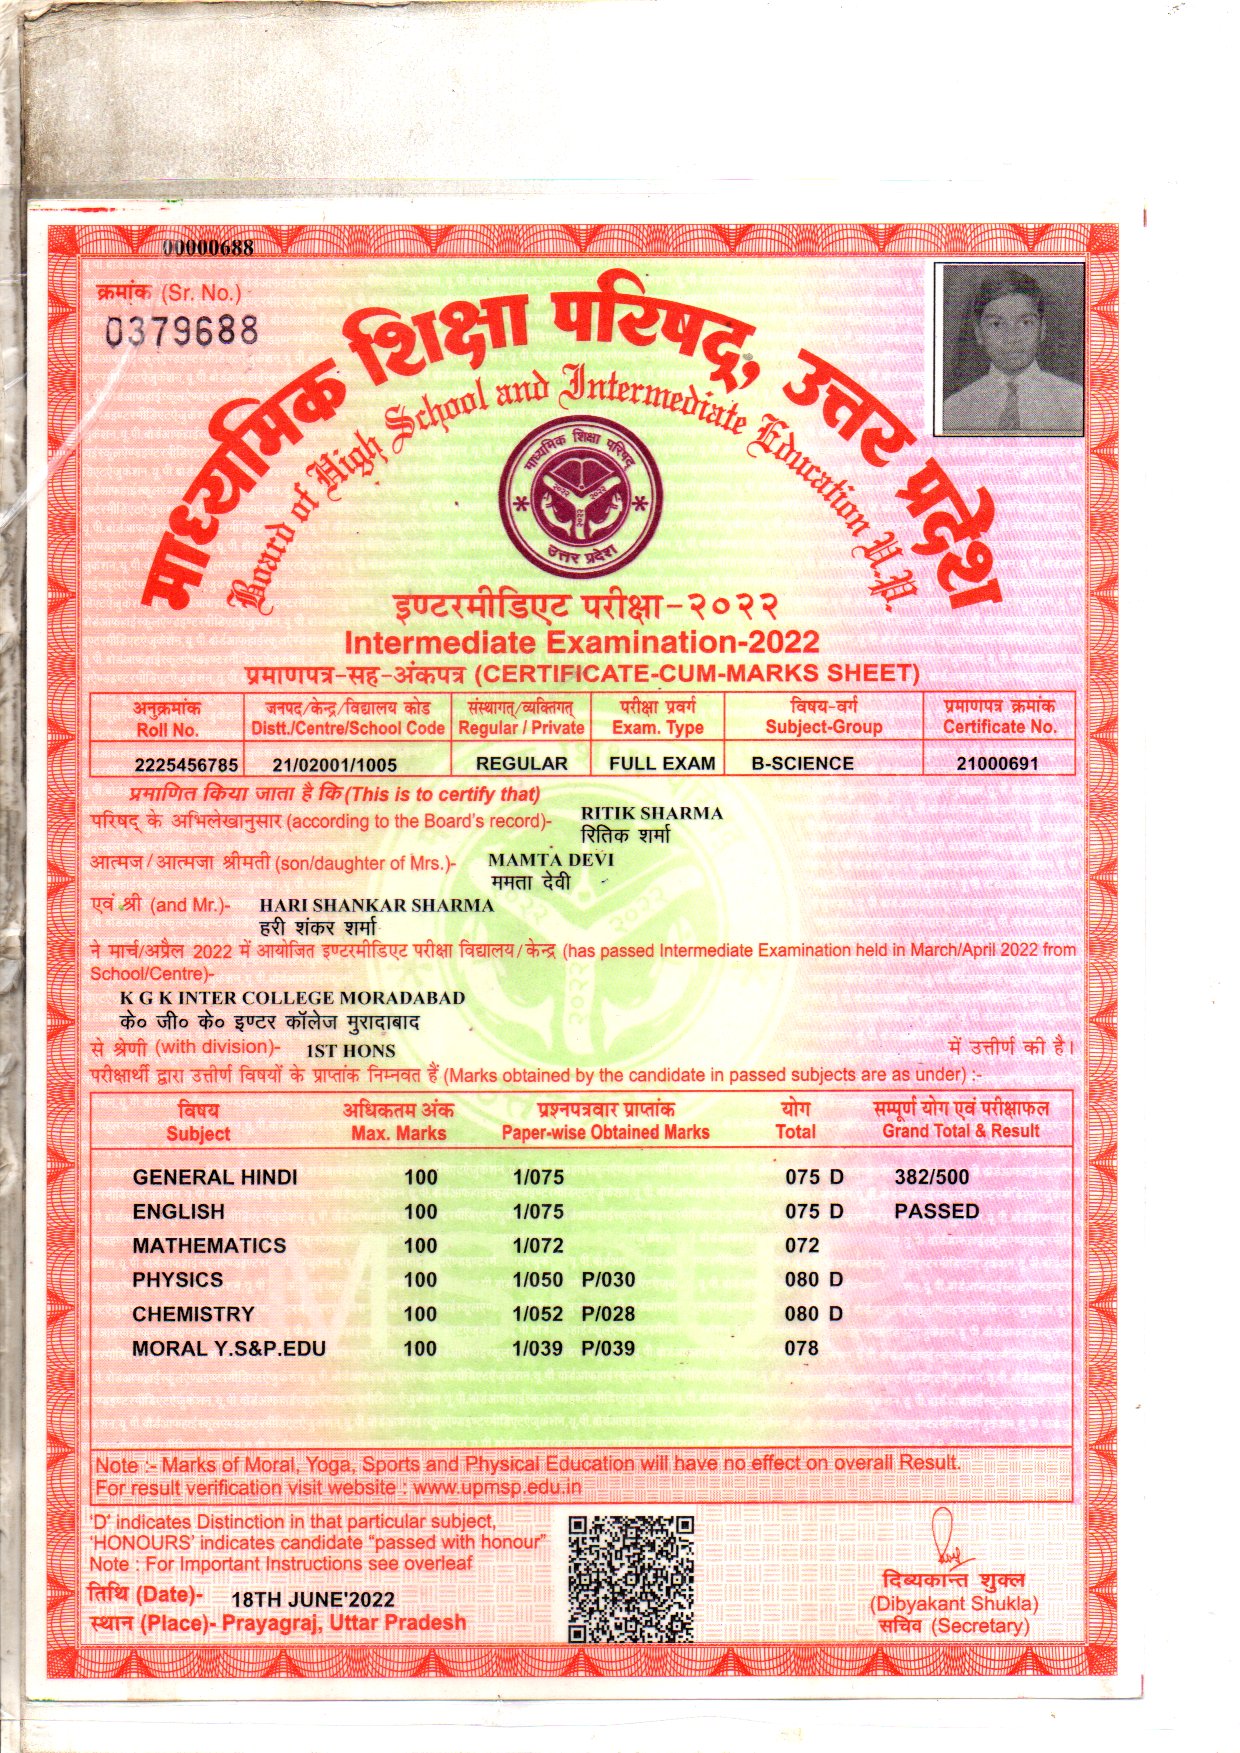 00000688
क्रमांक (Sr. No.)
0379688
माध्यमिक शिक्षा परिषद्, उत्तर प्रदेश
Board of High School and Intermediate Education U.P.
माध्यमिक शिक्षा परिषद्
२०२२ २०२२
२०२२
उत्तर प्रदेश
इण्टरमीडिएट परीक्षा-२०२२
Intermediate Examination-2022
प्रमाणपत्र-सह-अंकपत्र (CERTIFICATE-CUM-MARKS SHEET)
अनुक्रमांक जनपद/केन्द्र/विद्यालय कोड संस्थागत्/व्यक्तिगत् परीक्षा प्रवर्ग विषय-वर्ग प्रमाणपत्र क्रमांक
Roll No. Distt./Centre/School Code Regular / Private Exam. Type Subject-Group Certificate No.
2225456785 21/02001/1005 REGULAR FULL EXAM B-SCIENCE 21000691
प्रमाणित किया जाता है कि (This is to certify that)
परिषद् के अभिलेखानुसार (according to the Board's record)- RITIK SHARMA
रितिक शर्मा
आत्मज/आत्मजा श्रीमती (son/daughter of Mrs.)- MAMTA DEVI
ममता देवी
एवं श्री (and Mr.)- HARI SHANKAR SHARMA
हरी शंकर शर्मा
ने मार्च/अप्रैल 2022 में आयोजित इण्टरमीडिएट परीक्षा विद्यालय/केन्द्र (has passed Intermediate Examination held in March/April 2022 from
School/Centre)-
K G K INTER COLLEGE MORADABAD
के० जी० के० इण्टर कॉलेज मुरादाबाद
से श्रेणी (with division)- 1ST HONS में उत्तीर्ण की है।
परीक्षार्थी द्वारा उत्तीर्ण विषयों के प्राप्तांक निम्नवत हैं (Marks obtained by the candidate in passed subjects are as under) :-
विषय अधिकतम अंक प्रश्नपत्रवार प्राप्तांक योग सम्पूर्ण योग एवं परीक्षाफल
Subject Max. Marks Paper-wise Obtained Marks Total Grand Total & Result
GENERAL HINDI 100 1/075 075 D 382/500
ENGLISH 100 1/075 075 D PASSED
MATHEMATICS 100 1/072 072
PHYSICS 100 1/050 P/030 080 D
CHEMISTRY 100 1/052 P/028 080 D
MORAL Y.S&P.EDU 100 1/039 P/039 078
Note :- Marks of Moral, Yoga, Sports and Physical Education will have no effect on overall Result.
For result verification visit website : www.upmsp.edu.in
'D' indicates Distinction in that particular subject,
'HONOURS' indicates candidate "passed with honour"
Note : For Important Instructions see overleaf
तिथि (Date)- 18TH JUNE'2022
स्थान (Place)- Prayagraj, Uttar Pradesh
दिब्यकान्त शुक्ल
(Dibyakant Shukla)
सचिव (Secretary)